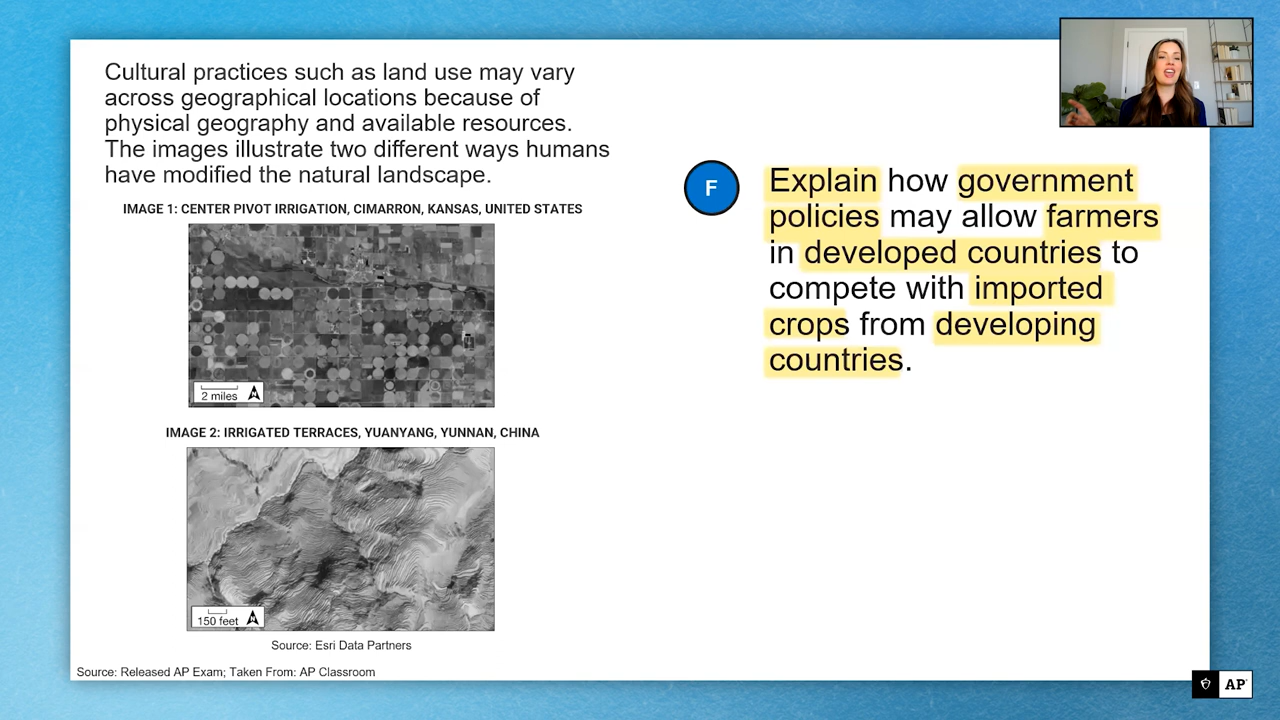 Cultural practices such as land use may vary
across geographical locations because of
physical geography and available resources.
The images illustrate two different ways humans
have modified the natural landscape.
IMAGE 1: CENTER PIVOT IRRIGATION, CIMARRON, KANSAS, UNITED STATES
2 miles
IMAGE 2: IRRIGATED TERRACES, YUANYANG, YUNNAN, CHINA
150 feet
Source: Esri Data Partners
Source: Released AP Exam; Taken From: AP Classroom
F
Explain how government
policies may allow farmers
in developed countries to
compete with imported
crops from developing
countries.
AP